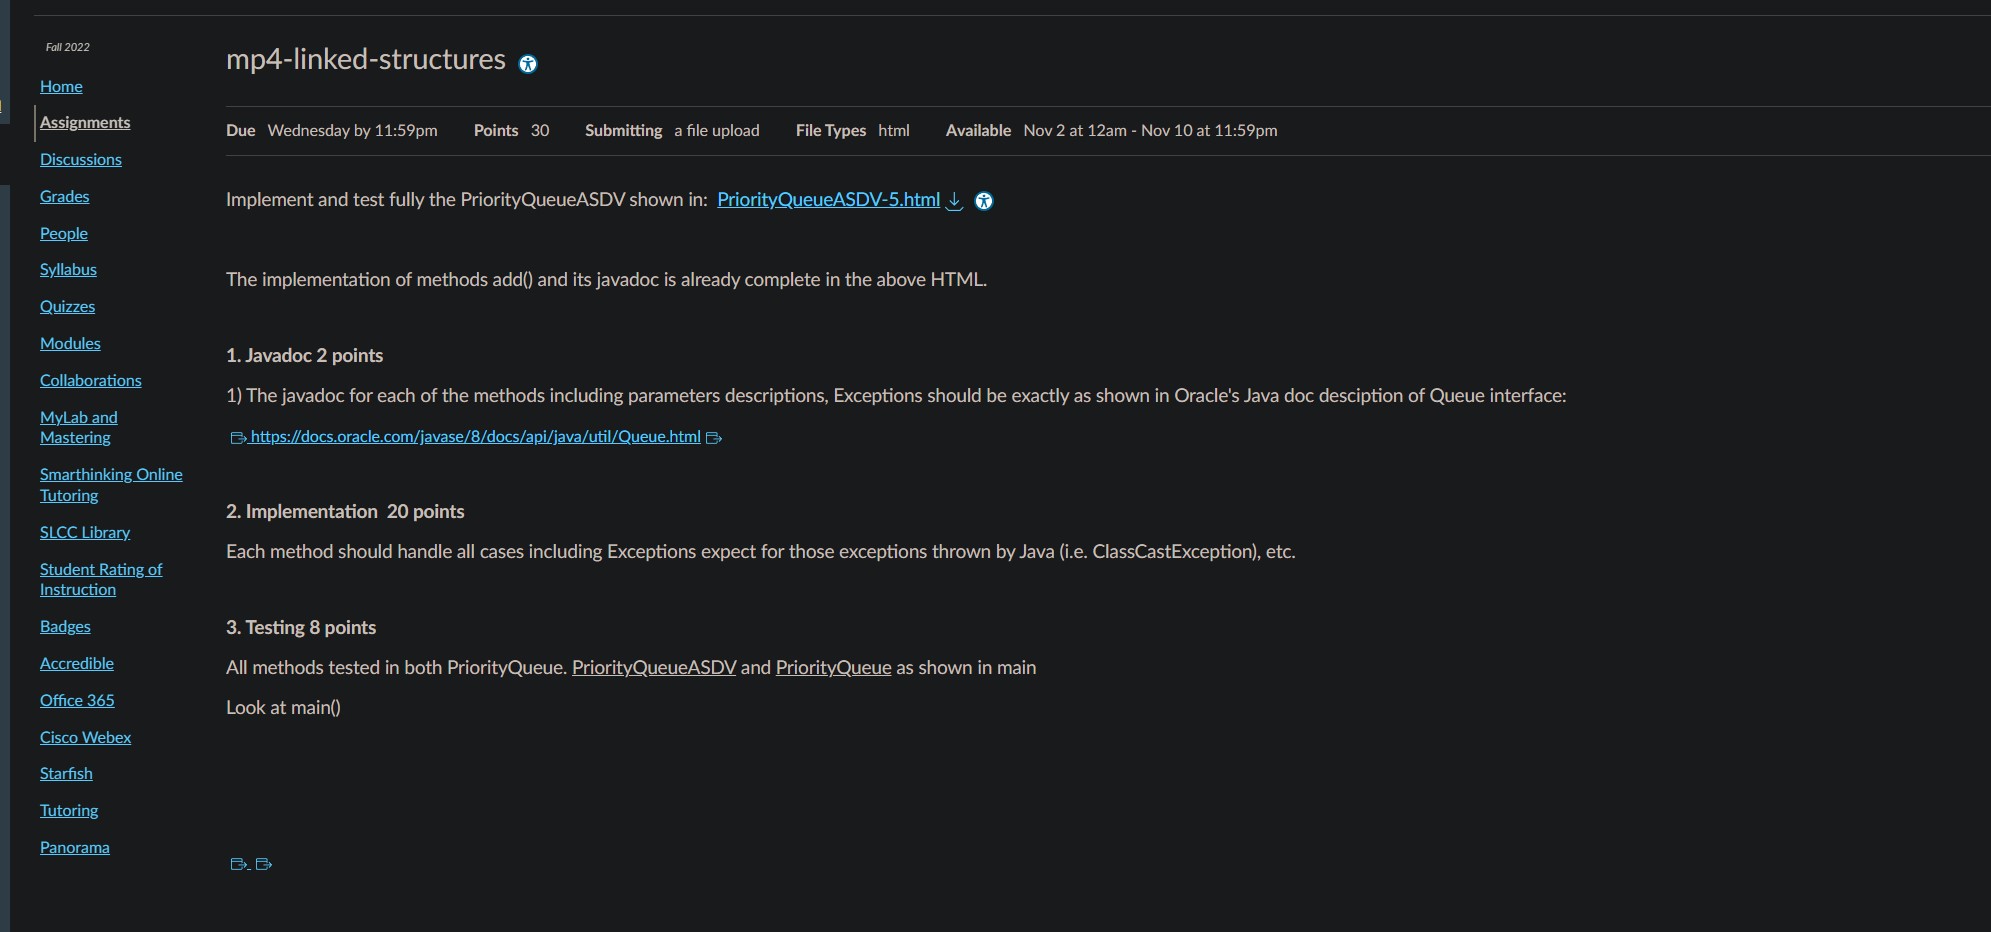 Fall 2022
Home
Assignments
Discussions
Grades
People
Syllabus
Quizzes
Modules
Collaborations
MyLab and
Mastering
Smarthinking Online
Tutoring
SLCC Library
Student Rating of
Instruction
Badges
Accredible
Office 365
Cisco Webex
Starfish
Tutoring
Panorama
mp4-linked-structures
Due Wednesday by 11:59pm Points 30 Submitting a file upload File Types html Available Nov 2 at 12am - Nov 10 at 11:59pm
Implement and test fully the PriorityQueueASDV shown in: PriorityQueueASDV-5.html
The implementation of methods add() and its javadoc is already complete in the above HTML.
1. Javadoc 2 points
1) The javadoc for each of the methods including parameters descriptions, Exceptions should be exactly as shown in Oracle's Java doc desciption of Queue interface:
https://docs.oracle.com/javase/8/docs/api/java/util/Queue.html
2. Implementation 20 points
Each method should handle all cases including Exceptions expect for those exceptions thrown by Java (i.e. ClassCastException), etc.
3. Testing 8 points
All methods tested in both PriorityQueue. PriorityQueueASDV and PriorityQueue as shown in main
Look at main()